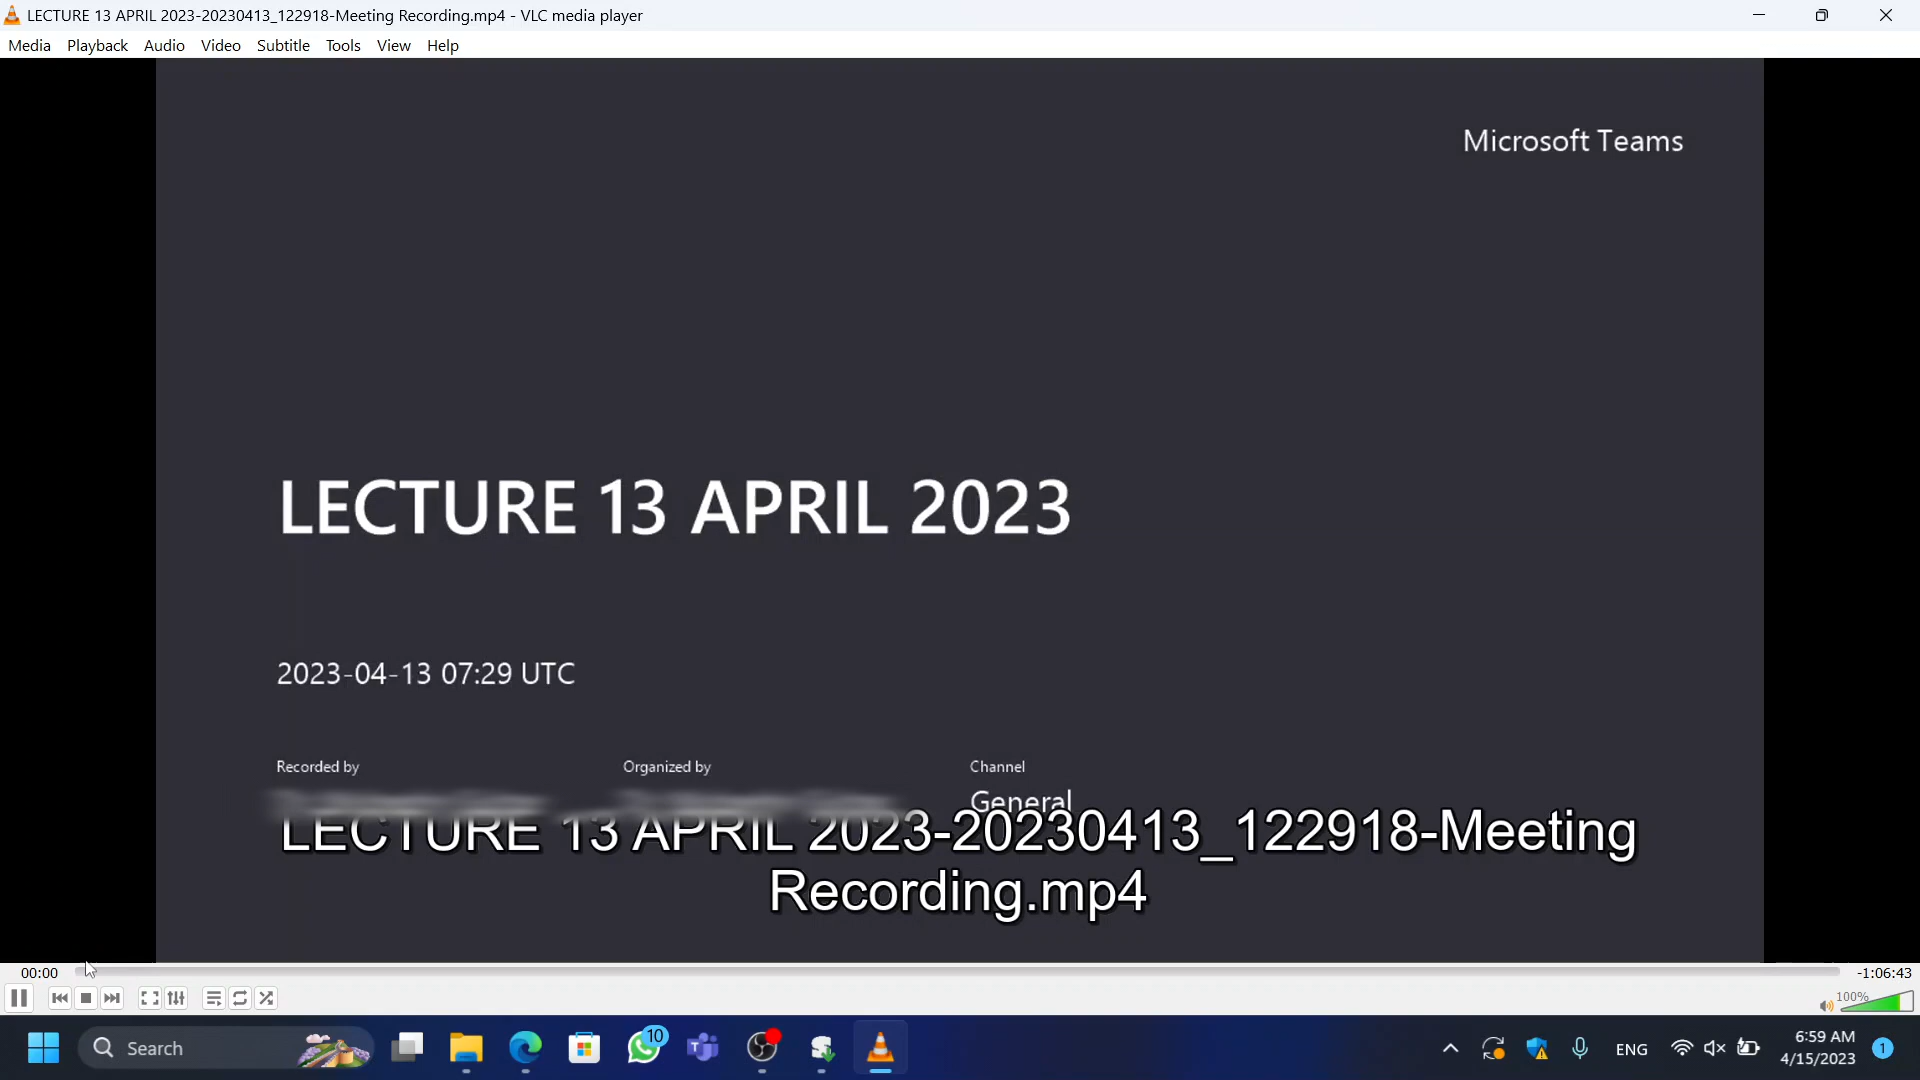 LECTURE 13 APRIL 2023-20230413_122918-Meeting Recording.mp4 - VLC media player
Media Playback Audio Video Subtitle Tools View Help
Microsoft Teams
LECTURE 13 APRIL 2023
2023-04-13 07:29 UTC
Recorded by Organized by Channel
General
LECTURE 13 APRIL 2023-20230413_122918-Meeting
Recording.mp4
00:00 -1:06:43
100%
Search 10 ENG 6:59 AM 1
4/15/2023